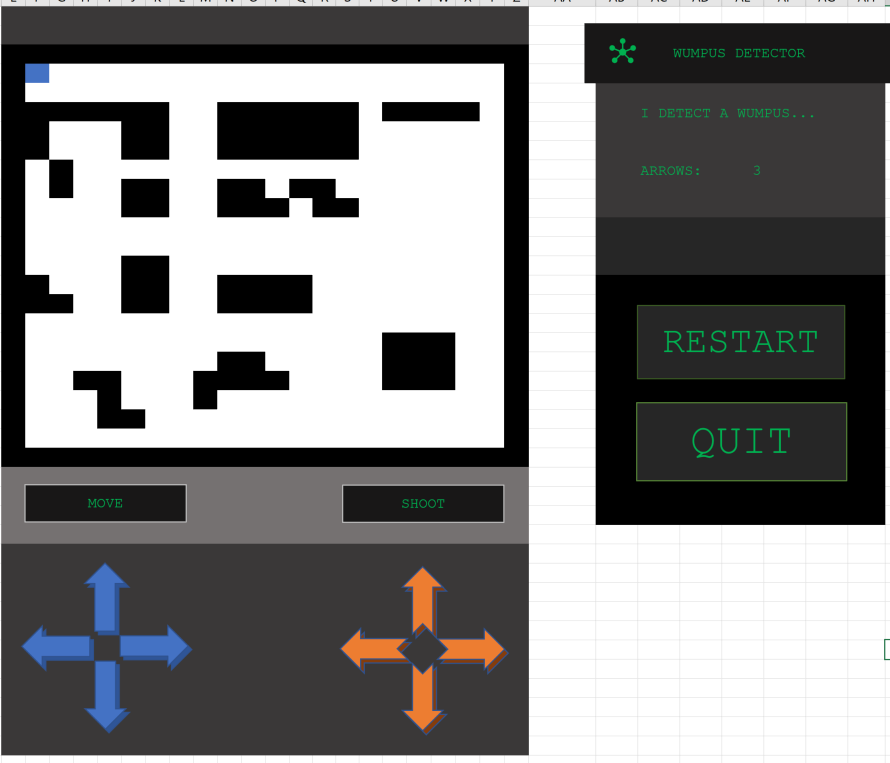 WUMPUS DETECTOR
I DETECT A WUMPUS...
ARROWS: 3
RESTART
QUIT
MOVE SHOOT